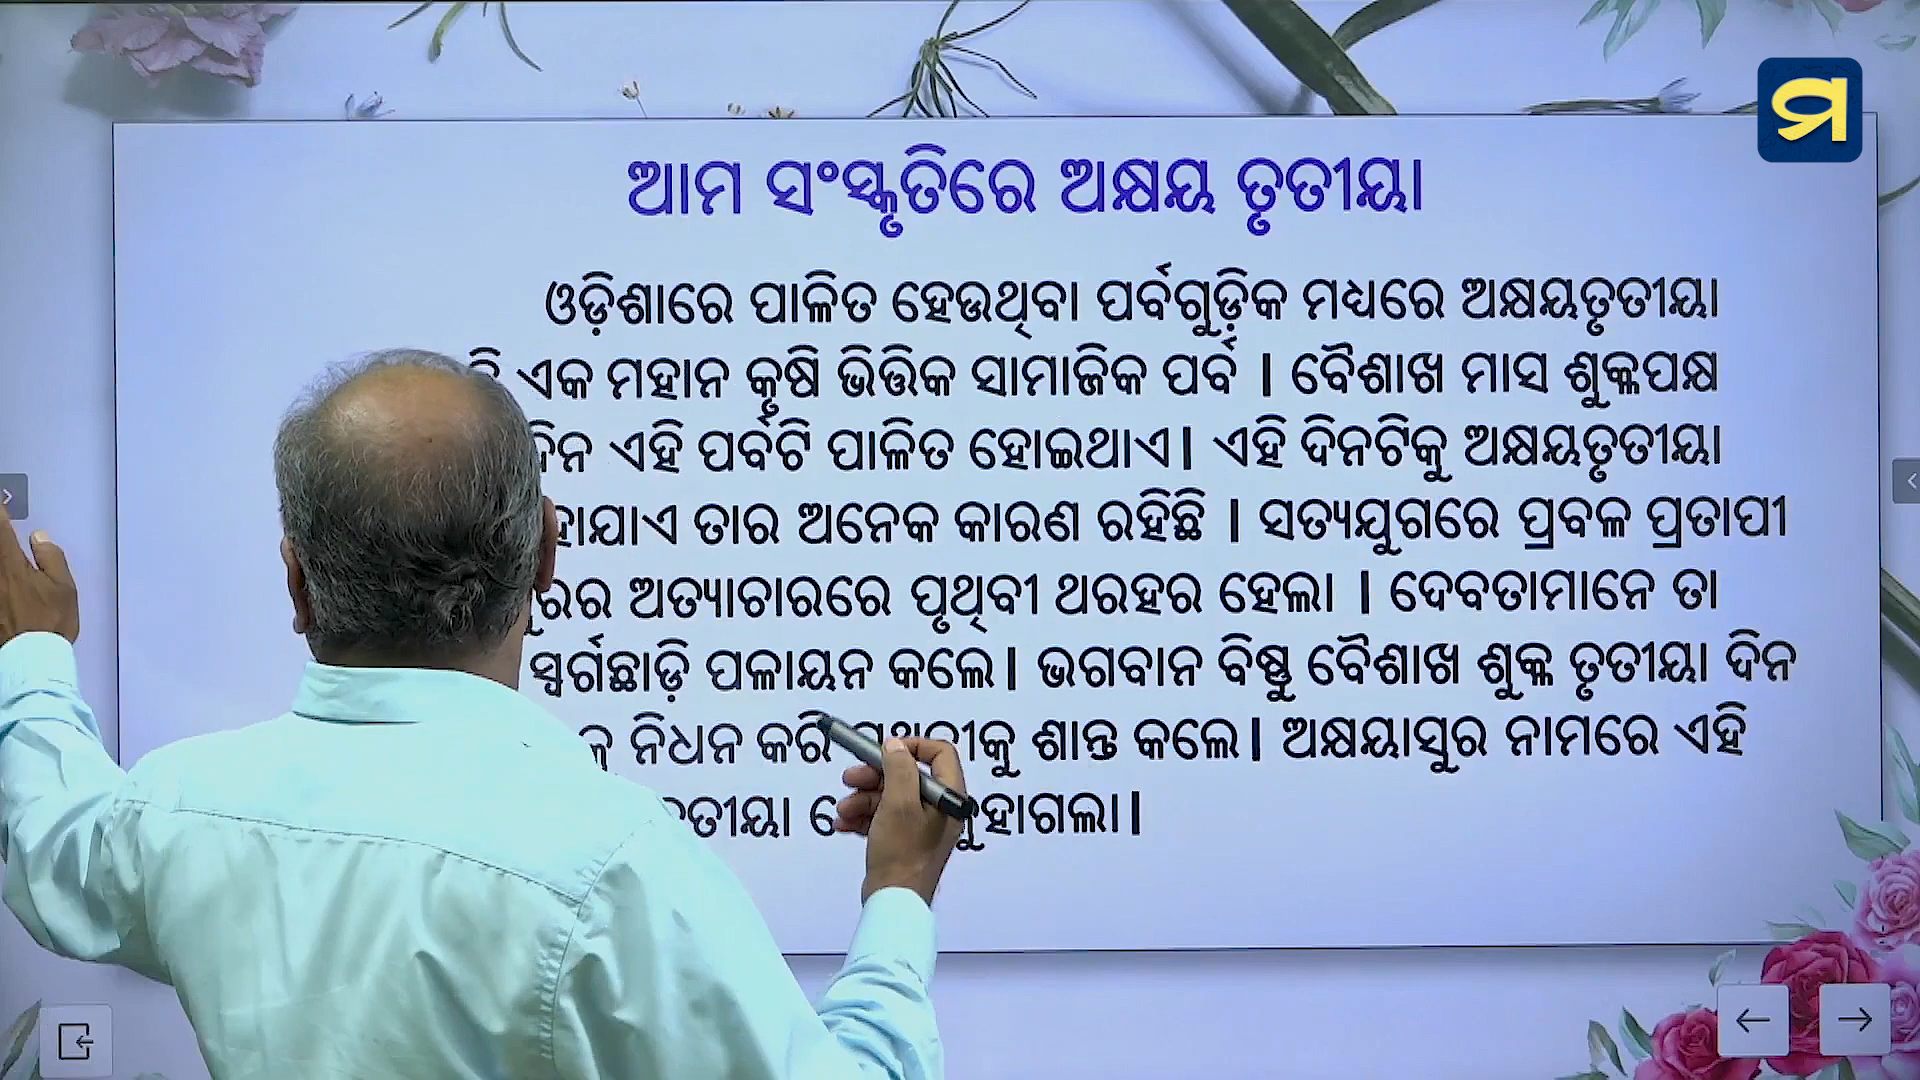 ମ
ଆମ ସଂସ୍କୃତିରେ ଅକ୍ଷୟ ତୃତୀୟା
ଓଡ଼ିଶାରେ ପାଳିତ ହେଉଥିବା ପର୍ବଗୁଡ଼ିକ ମଧ୍ୟରେ ଅକ୍ଷୟତୃତୀୟା
ଏକ ମହାନ କୃଷି ଭିତ୍ତିକ ସାମାଜିକ ପର୍ବ । ବୈଶାଖ ମାସ ଶୁକ୍ଳପକ୍ଷ
ଦିନ ଏହି ପର୍ବଟି ପାଳିତ ହୋଇଥାଏ। ଏହି ଦିନଟିକୁ ଅକ୍ଷୟତୃତୀୟା
ତାର ଅନେକ କାରଣ ରହିଛି । ସତ୍ୟଯୁଗରେ ପ୍ରବଳ ପ୍ରତାପୀ
ଅତ୍ୟାଚାରରେ ପୃଥିବୀ ଥରହର ହେଲା । ଦେବତାମାନେ ତା
ସ୍ୱର୍ଗଛାଡ଼ି ପଳାୟନ କଲେ। ଭଗବାନ ବିଷ୍ଣୁ ବୈଶାଖ ଶୁକ୍ଳ ତୃତୀୟା ଦିନ
ନିଧନ କରି ଶାନ୍ତ କଲେ। ଅକ୍ଷୟାସୁର ନାମରେ ଏହି
କୁହାଗଲା।